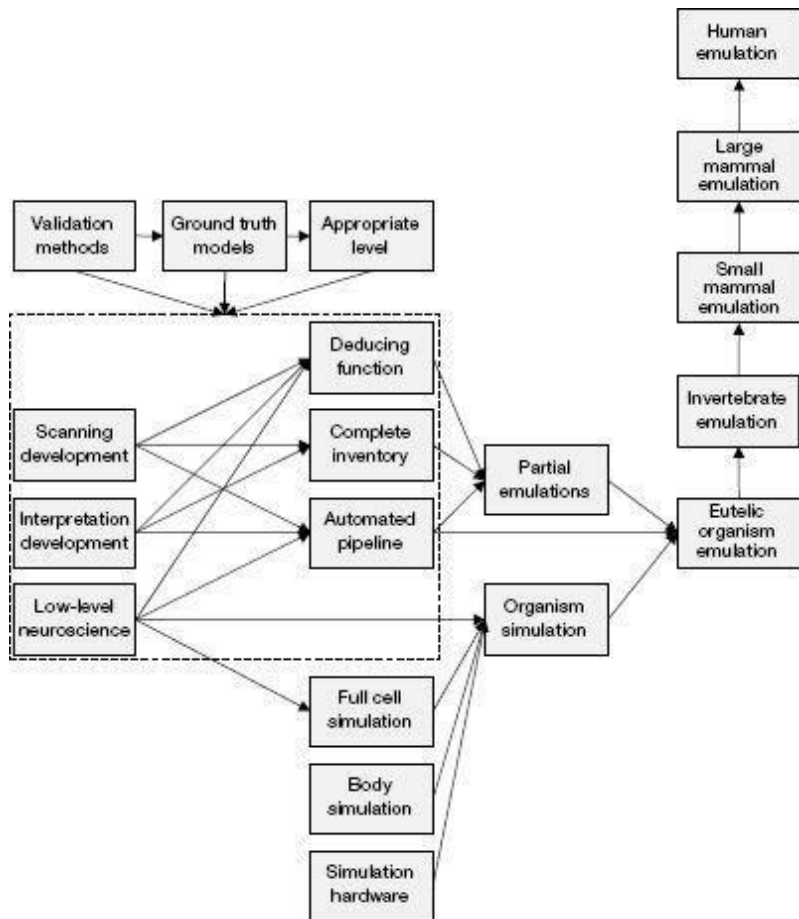 Human
emulation
Large
mammal
emulation
Validation
methods
Ground truth
models
Appropriate
level
Small
mammal
emulation
Deducing
function
Invertebrate
emulation
Scanning
development
Complete
inventory
Partial
emulations
Interpretation
development
Automated
pipeline
Eutelic
organism
emulation
Low-level
neuroscience
Organism
simulation
Full cell
simulation
Body
simulation
Simulation
hardware